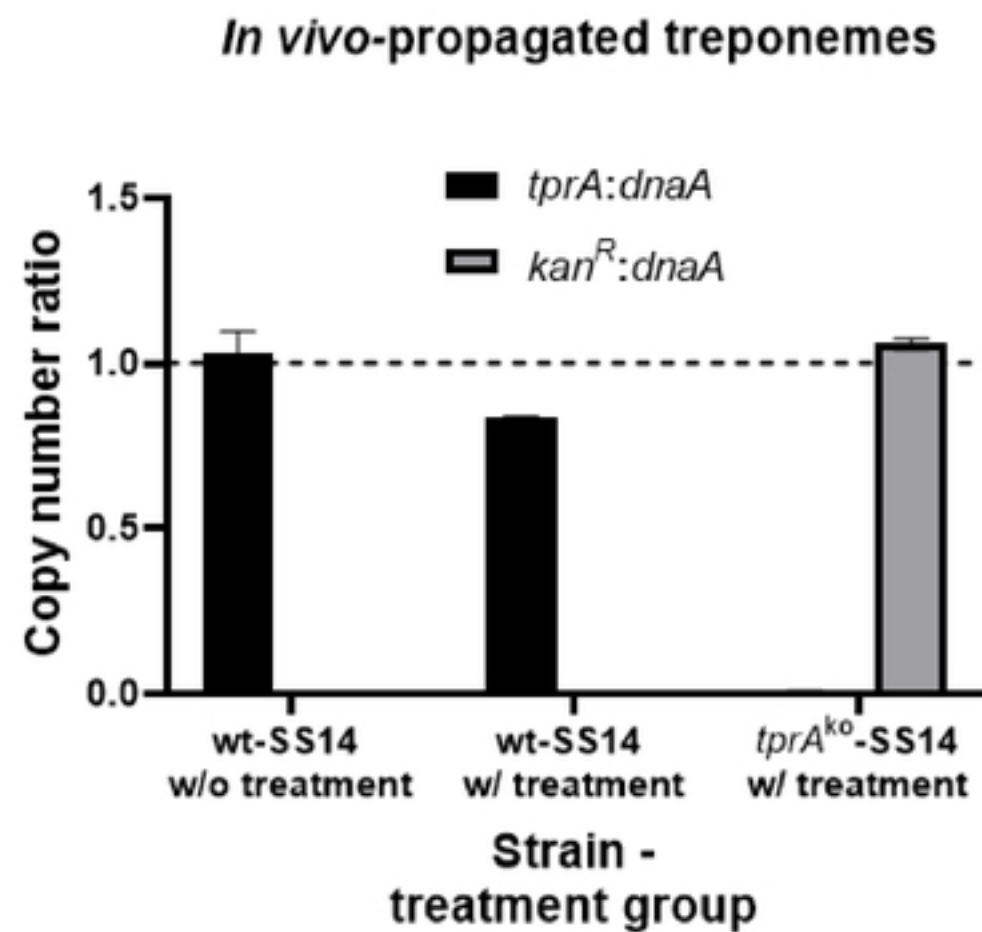 In vivo-propagated treponemes
tprA:dnaA
kanR:dnaA
Copy number ratio
1.5
1.0
0.5
0.0
wt-SS14
w/o treatment
wt-SS14
w/ treatment
tprAko-SS14
w/ treatment
Strain -
treatment group